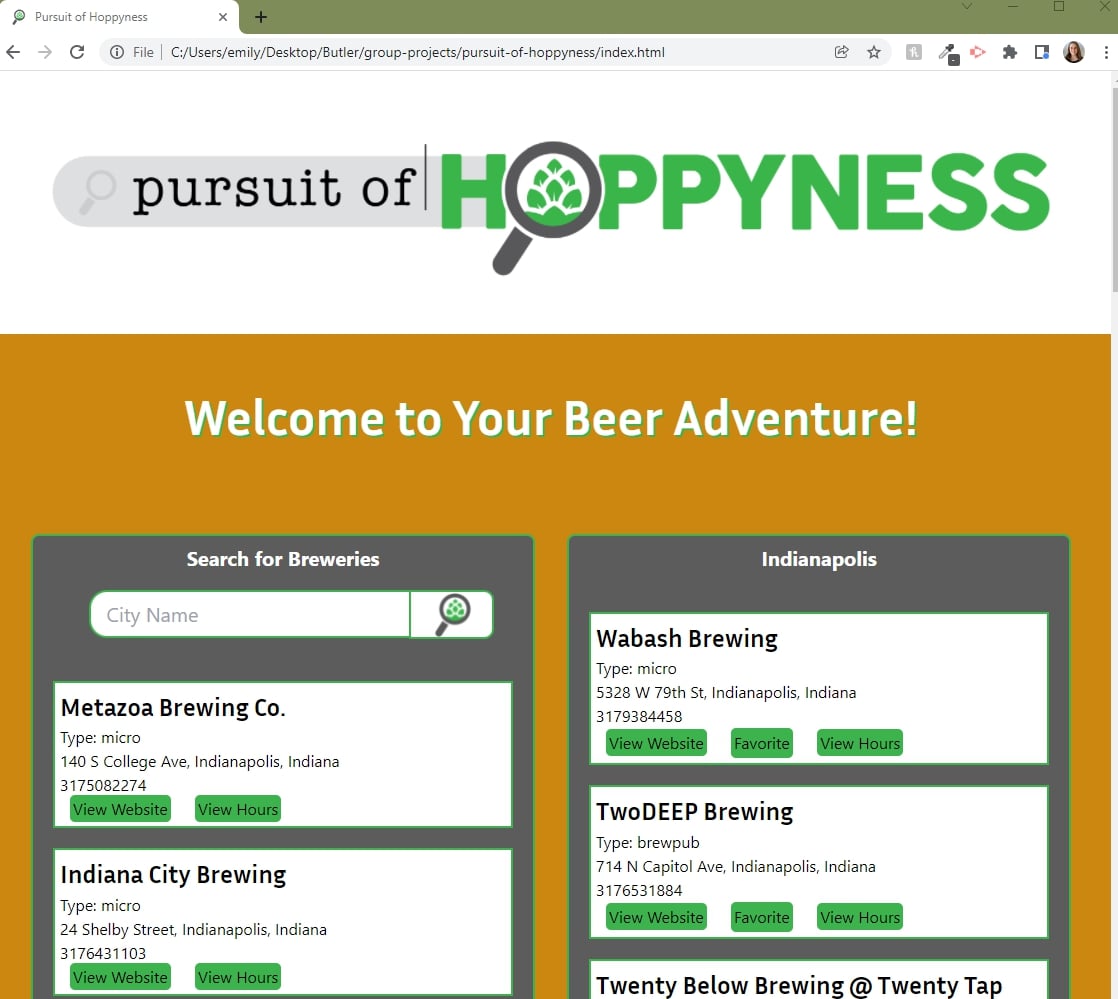 Pursuit of Hoppyness
File C:/Users/emily/Desktop/Butler/group-projects/pursuit-of-hoppyness/index.html
pursuit of HOPPYNESS
Welcome to Your Beer Adventure!
Search for Breweries
City Name
Metazoa Brewing Co.
Type: micro
140 S College Ave, Indianapolis, Indiana
3175082274
View Website View Hours
Indiana City Brewing
Type: micro
24 Shelby Street, Indianapolis, Indiana
3176431103
View Website View Hours
Indianapolis
Wabash Brewing
Type: micro
5328 W 79th St, Indianapolis, Indiana
3179384458
View Website Favorite View Hours
TwoDEEP Brewing
Type: brewpub
714 N Capitol Ave, Indianapolis, Indiana
3176531884
View Website Favorite View Hours
Twenty Below Brewing @ Twenty Tap